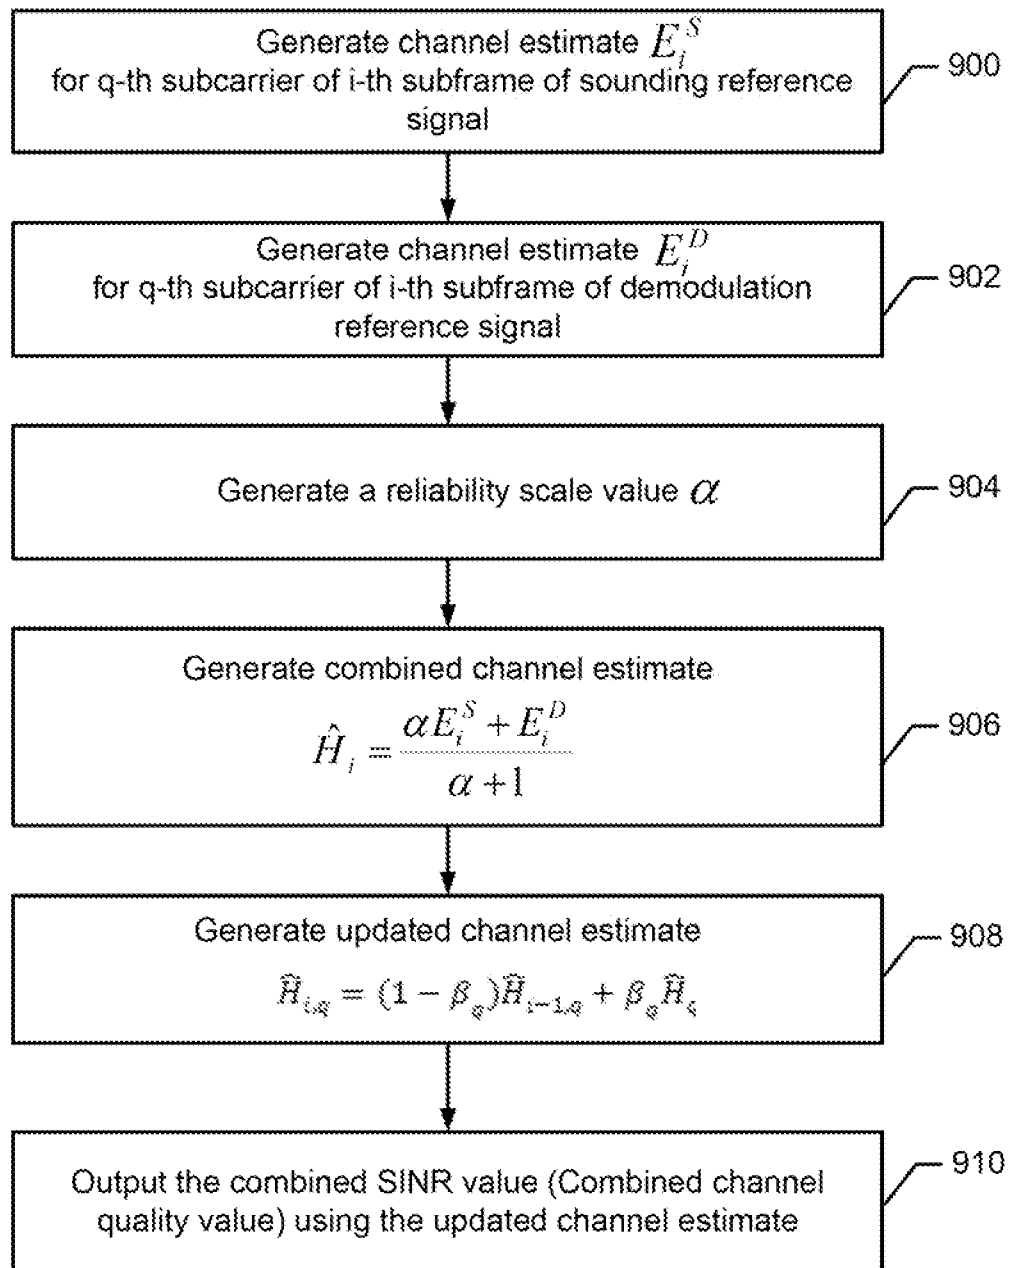 Generate channel estimate E_i^S
for q-th subcarrier of i-th subframe of sounding reference
signal
900
Generate channel estimate E_i^D
for q-th subcarrier of i-th subframe of demodulation
reference signal
902
Generate a reliability scale value α
904
Generate combined channel estimate
Ĥ_i = (αE_i^S + E_i^D) / (α + 1)
906
Generate updated channel estimate
Ĥ_{i,q} = (1 − β_q)Ĥ_{i−1,q} + β_q Ĥ
908
Output the combined SINR value (Combined channel
quality value) using the updated channel estimate
910